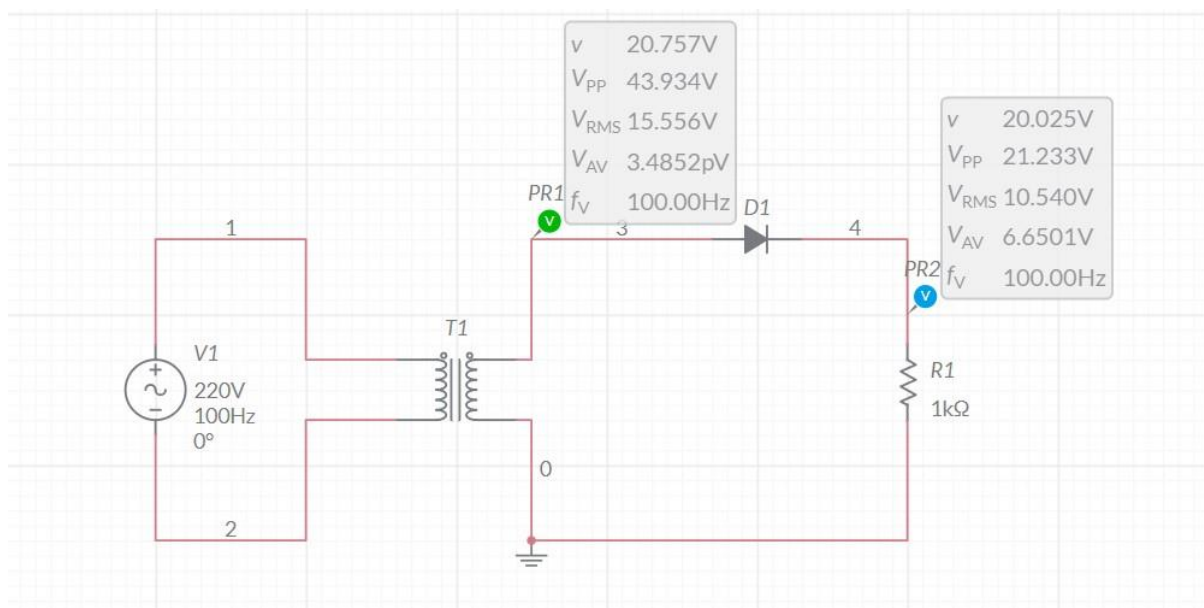 v 20.757V
VPP 43.934V
VRMS 15.556V
VAV 3.4852pV
fV 100.00Hz
PR1
V
3
D1
4
v 20.025V
VPP 21.233V
VRMS 10.540V
VAV 6.6501V
fV 100.00Hz
PR2
V
1
T1
V1
220V
100Hz
0°
+
R1
1kΩ
0
2